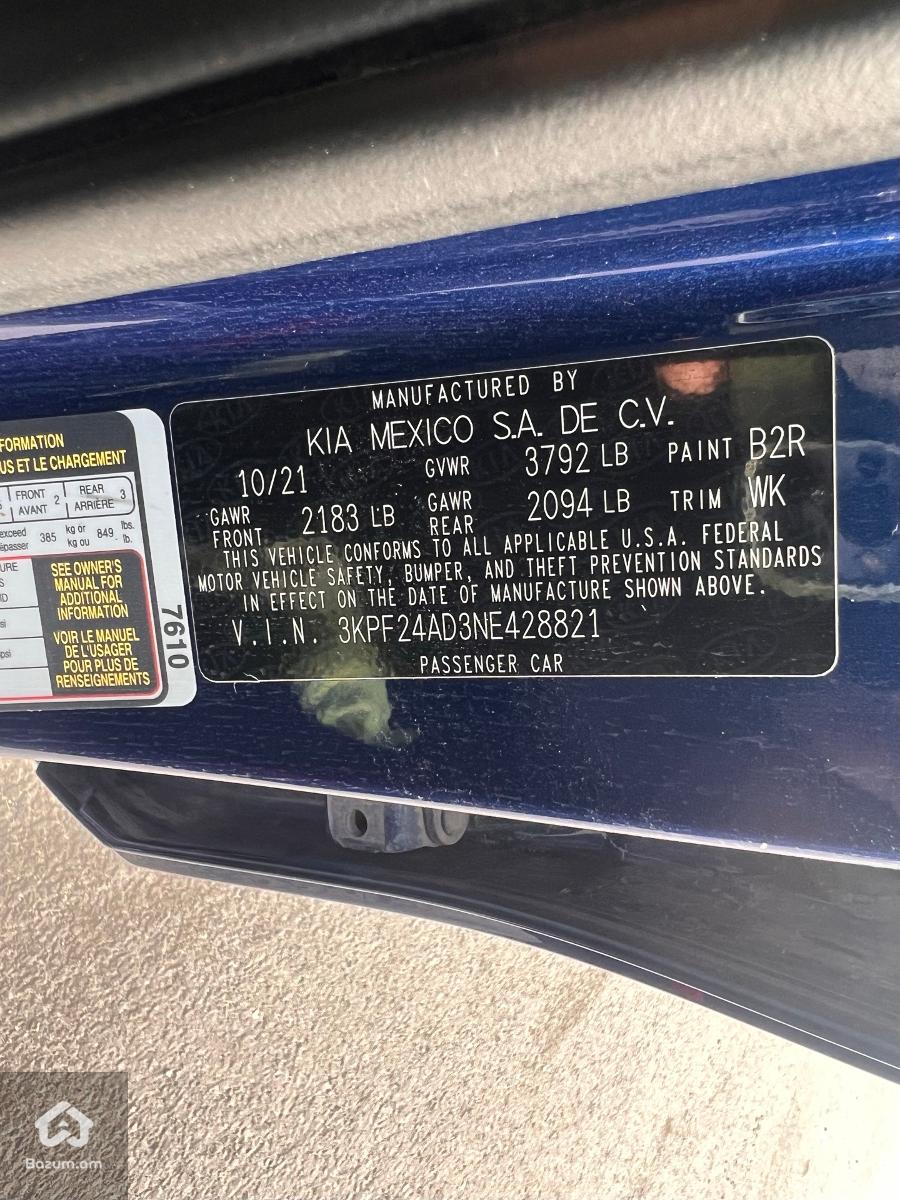 MANUFACTURED BY
KIA MEXICO S.A. DE C.V.
10/21 GVWR 3792 LB PAINT B2R
GAWR FRONT 2183 LB GAWR REAR 2094 LB TRIM WK
THIS VEHICLE CONFORMS TO ALL APPLICABLE U.S.A. FEDERAL
MOTOR VEHICLE SAFETY, BUMPER, AND THEFT PREVENTION STANDARDS
IN EFFECT ON THE DATE OF MANUFACTURE SHOWN ABOVE.
V.I.N. 3KPF24AD3NE428821
PASSENGER CAR
FORMATION
US ET LE CHARGEMENT
FRONT AVANT 2 REAR ARRIÈRE 3
exceed 385 kg or 849 lbs.
épasser kg ou lb.
SEE OWNER'S
MANUAL FOR
ADDITIONAL
INFORMATION
VOIR LE MANUEL
DE L'USAGER
POUR PLUS DE
RENSEIGNEMENTS
7610
Bazum.am